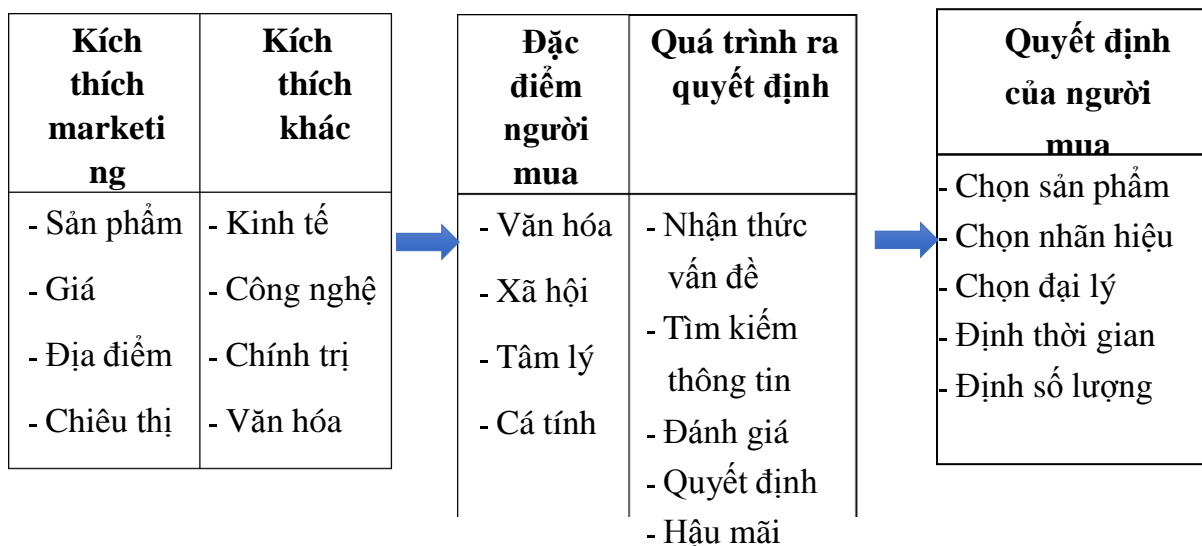 Kích
thích
marketi
ng
- Sản phẩm
- Giá
- Địa điểm
- Chiêu thị
Kích
thích
khác
- Kinh tế
- Công nghệ
- Chính trị
- Văn hóa
Đặc
điểm
người
mua
- Văn hóa
- Xã hội
- Tâm lý
- Cá tính
Quá trình ra
quyết định
- Nhận thức
vấn đề
- Tìm kiếm
thông tin
- Đánh giá
- Quyết định
- Hậu mãi
Quyết định
của người
mua
- Chọn sản phẩm
- Chọn nhãn hiệu
- Chọn đại lý
- Định thời gian
- Định số lượng